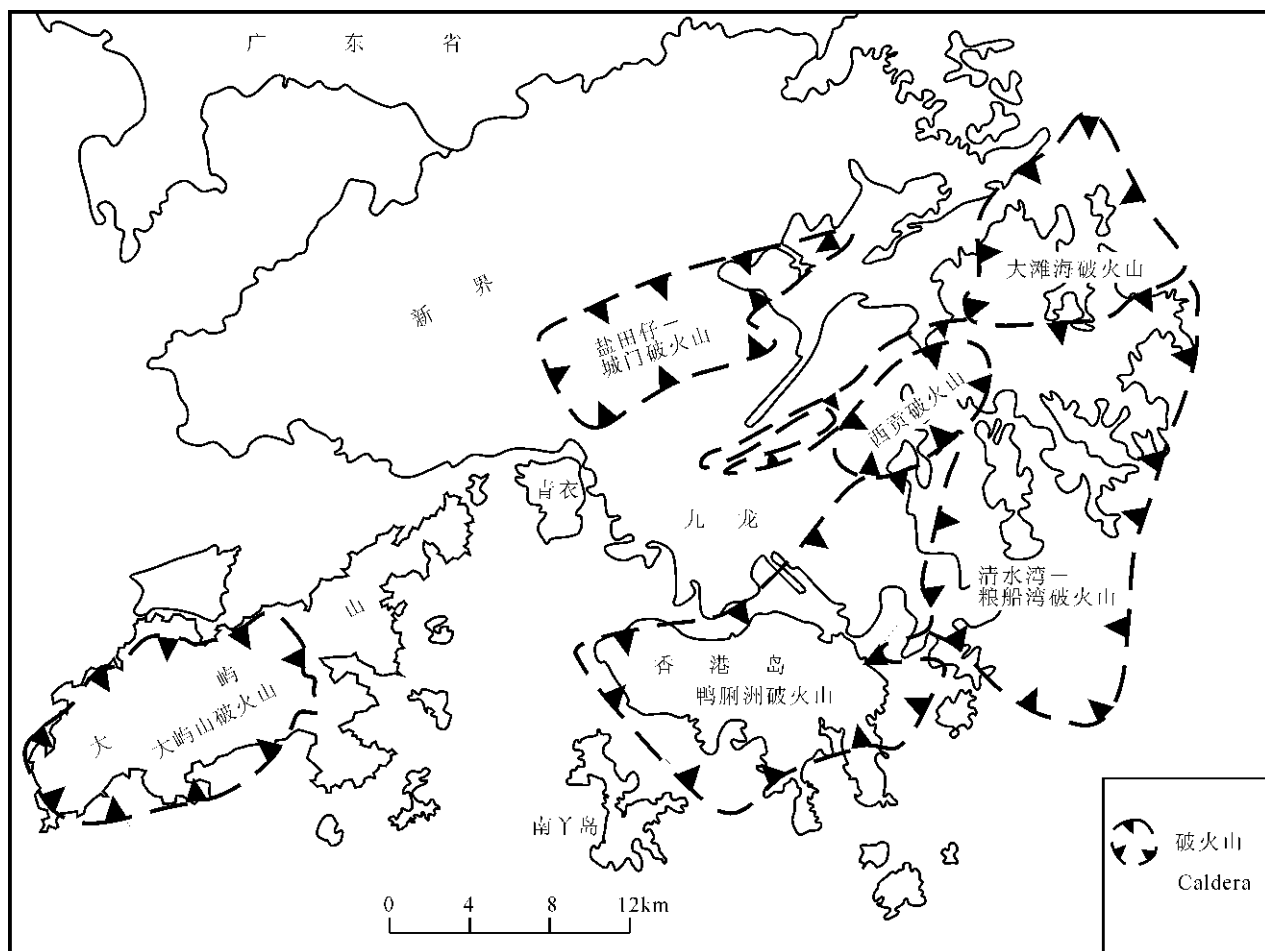 广东省
新界
大滩海破火山
盐田仔－
城门破火山
西贡破火山
青衣
九龙
清水湾－
粮船湾破火山
香港岛
鸭脷洲破火山
大屿山
大屿山破火山
南丫岛
破火山
Caldera
0 4 8 12km